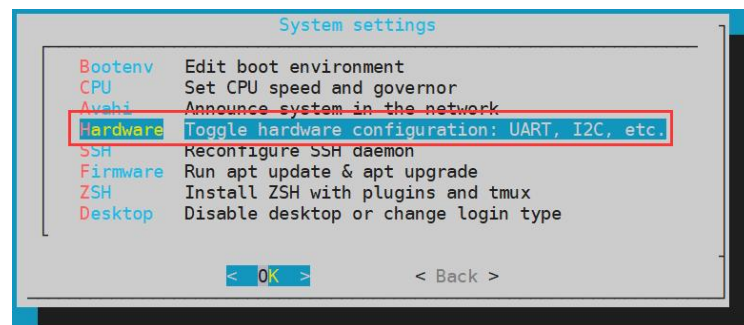 System settings
Bootenv Edit boot environment
CPU Set CPU speed and governor
Avahi Announce system in the network
Hardware Toggle hardware configuration: UART, I2C, etc.
SSH Reconfigure SSH daemon
Firmware Run apt update & apt upgrade
ZSH Install ZSH with plugins and tmux
Desktop Disable desktop or change login type
< OK > < Back >